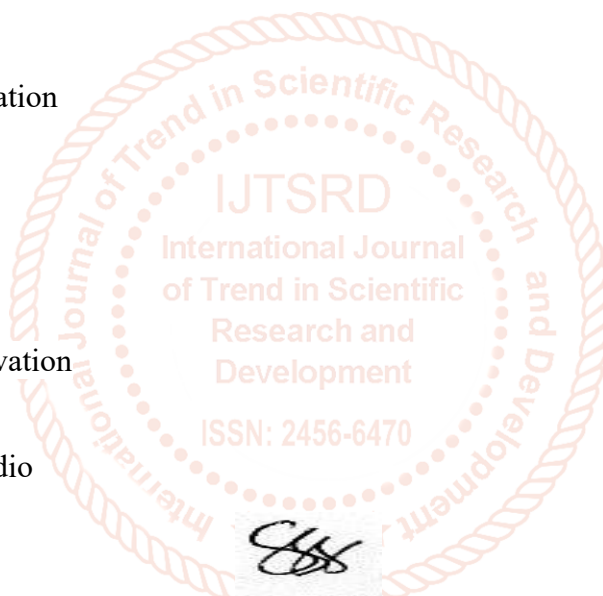 ation
International Journal of Trend in Scientific Research and Development
IJTSRD
International Journal
of Trend in Scientific
Research and
Development
vation
ISSN: 2456-6470
dio